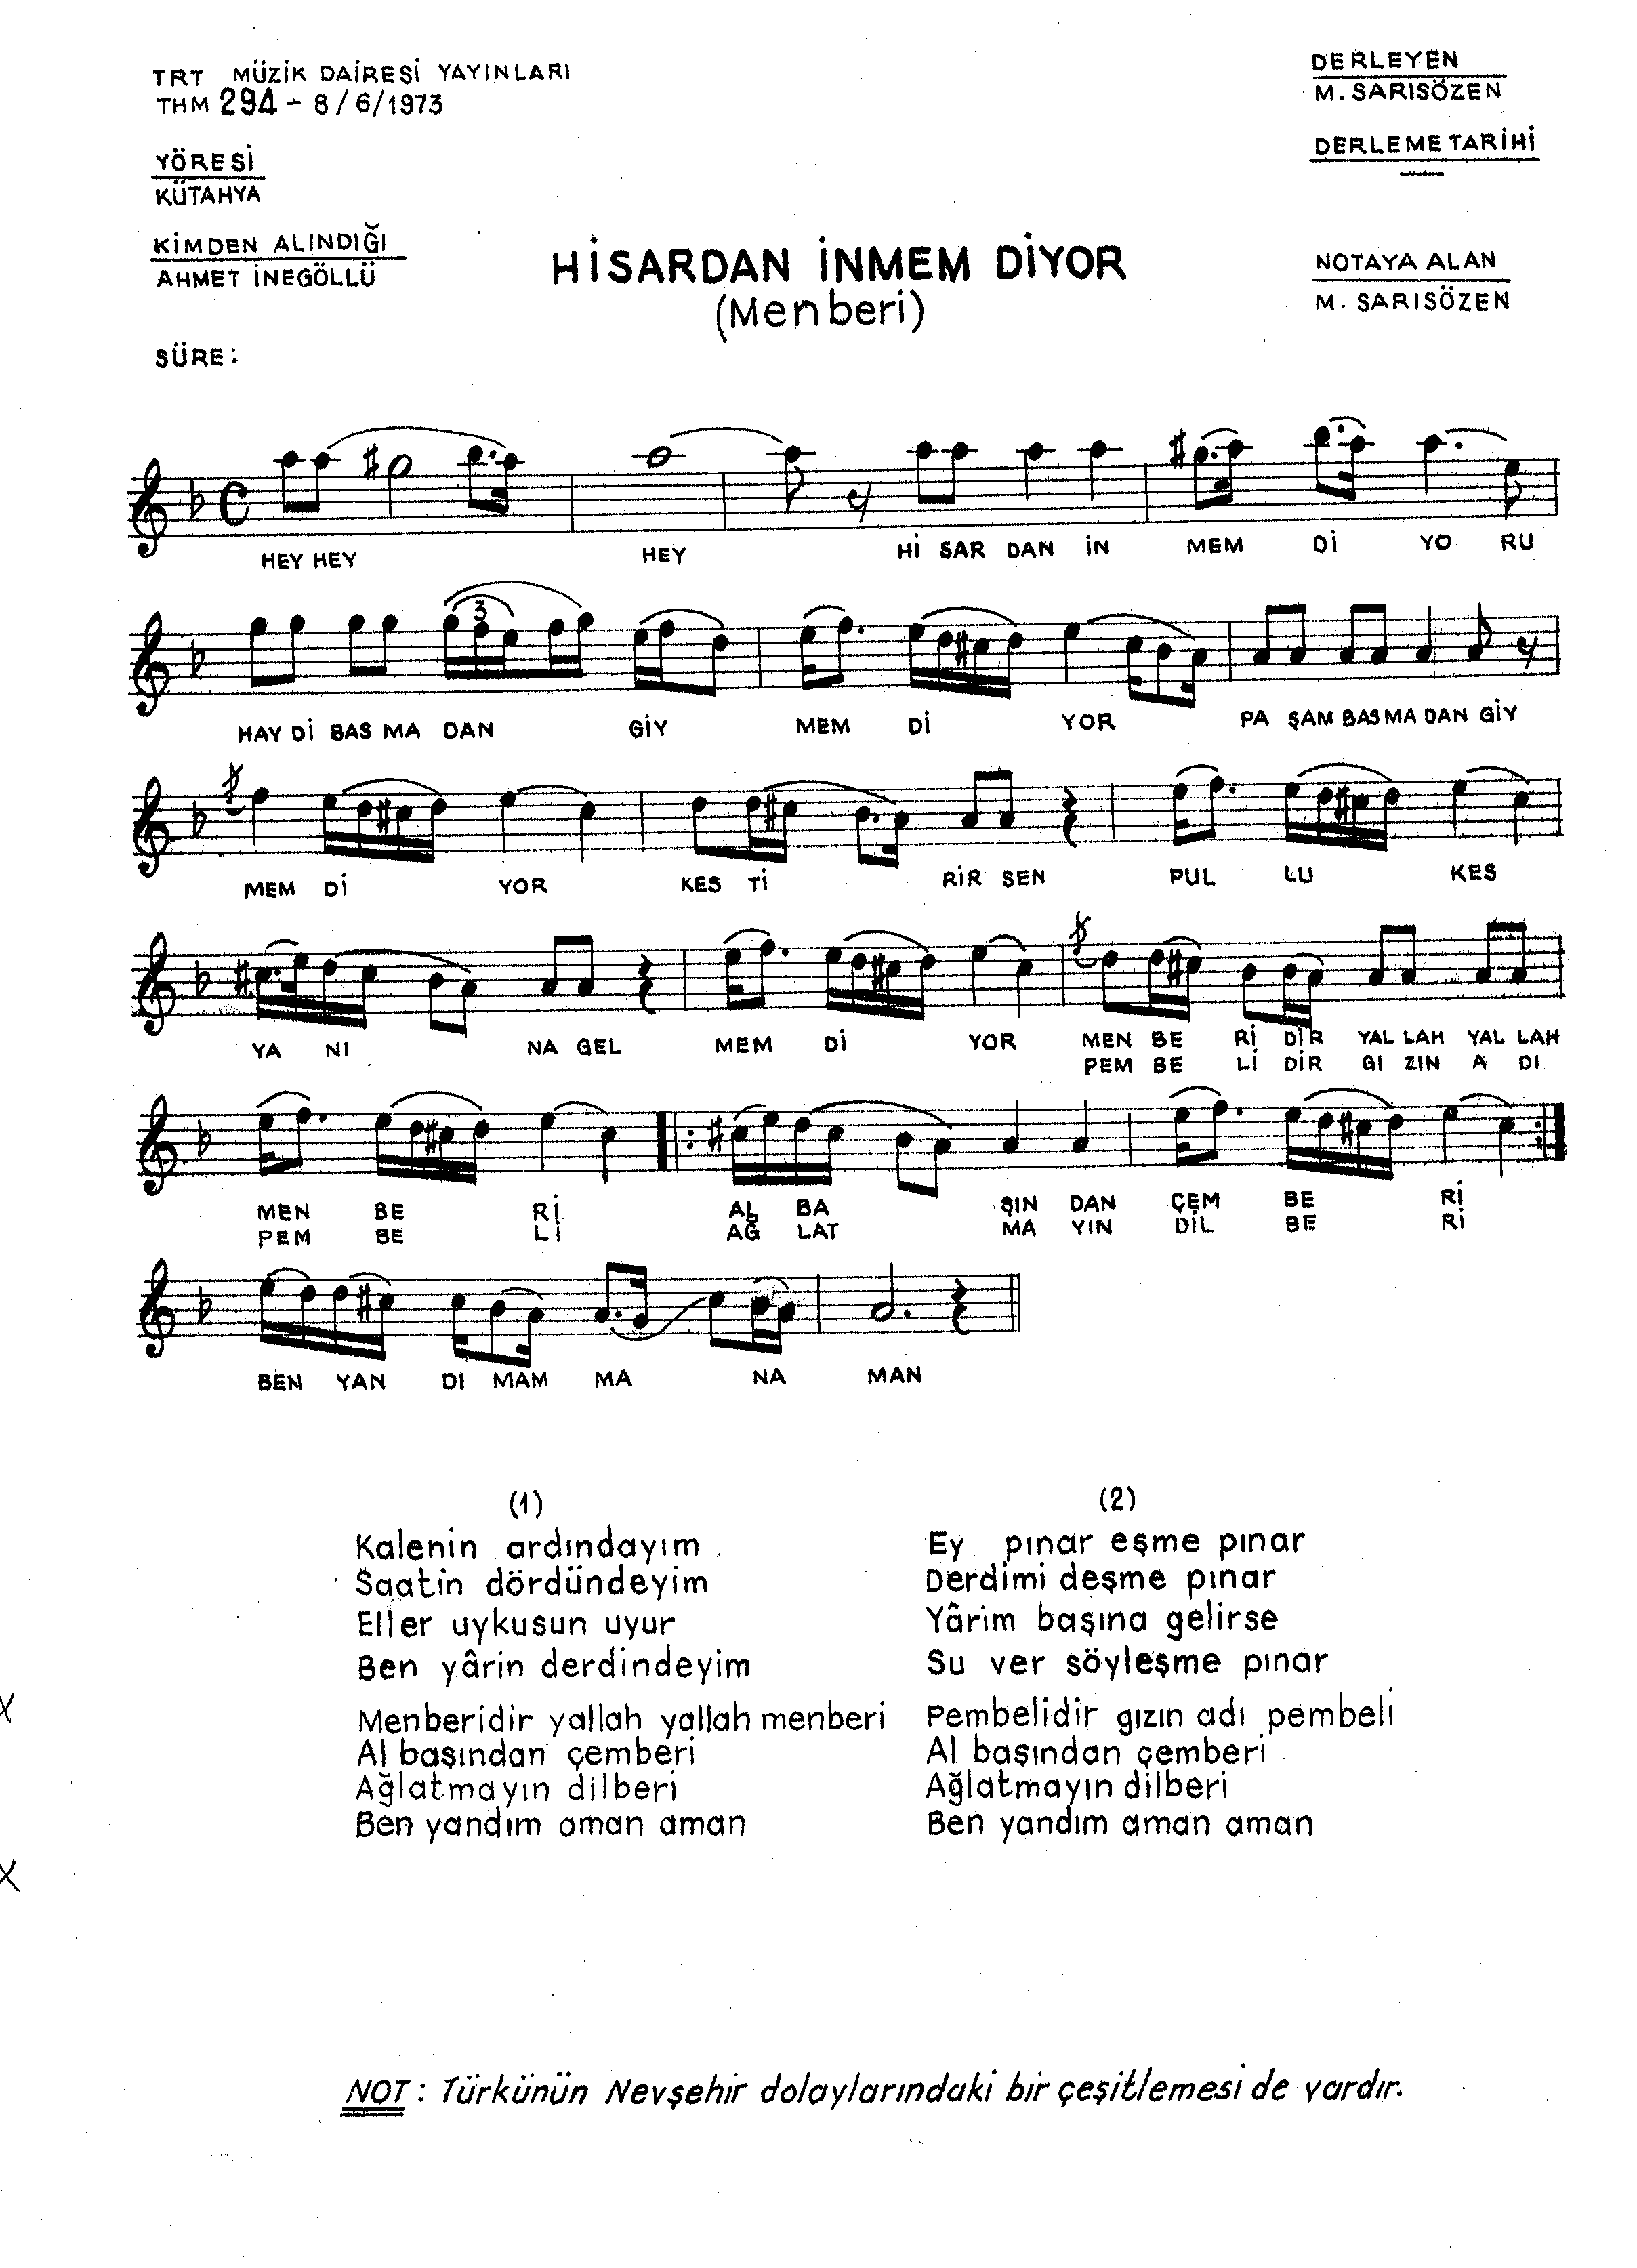 TRT MÜZİK DAİRESİ YAYINLARI
THM 294 - 8/6/1973
DERLEYEN
M. SARISÖZEN
DERLEME TARİHİ
YÖRESİ
KÜTAHYA
KİMDEN ALINDIĞI
AHMET İNEGÖLLÜ
HİSARDAN İNMEM DİYOR
(Menberi)
NOTAYA ALAN
M. SARISÖZEN
SÜRE:
HEY HEY HEY Hİ SAR DAN İN MEM Dİ YO RU
3
HAY Dİ BAS MA DAN GİY MEM Dİ YOR PA ŞAM BAS MA DAN GİY
MEM Dİ YOR KES Tİ RİR SEN PUL LU KES
YA NI NA GEL MEM Dİ YOR MEN BE Rİ DİR YAL LAH YAL LAH
PEM BE Lİ DİR GI ZIN A DI
MEN BE Rİ AL BA ŞIN DAN ÇEM BE Rİ
PEM BE Lİ AĞ LAT MA YIN DİL BE Rİ
BEN YAN DI MAM MA NA MAN
(1)
Kalenin ardındayım
Saatin dördündeyim
Eller uykusun uyur
Ben yârin derdindeyim
Menberidir yallah yallah menberi
Al başından çemberi
Ağlatmayın dilberi
Ben yandım aman aman
(2)
Ey pınar eşme pınar
Derdimi deşme pınar
Yârim başına gelirse
Su ver söyleşme pınar
Pembelidir gızın adı pembeli
Al başından çemberi
Ağlatmayın dilberi
Ben yandım aman aman
NOT: Türkünün Nevşehir dolaylarındaki bir çeşitlemesi de vardır.